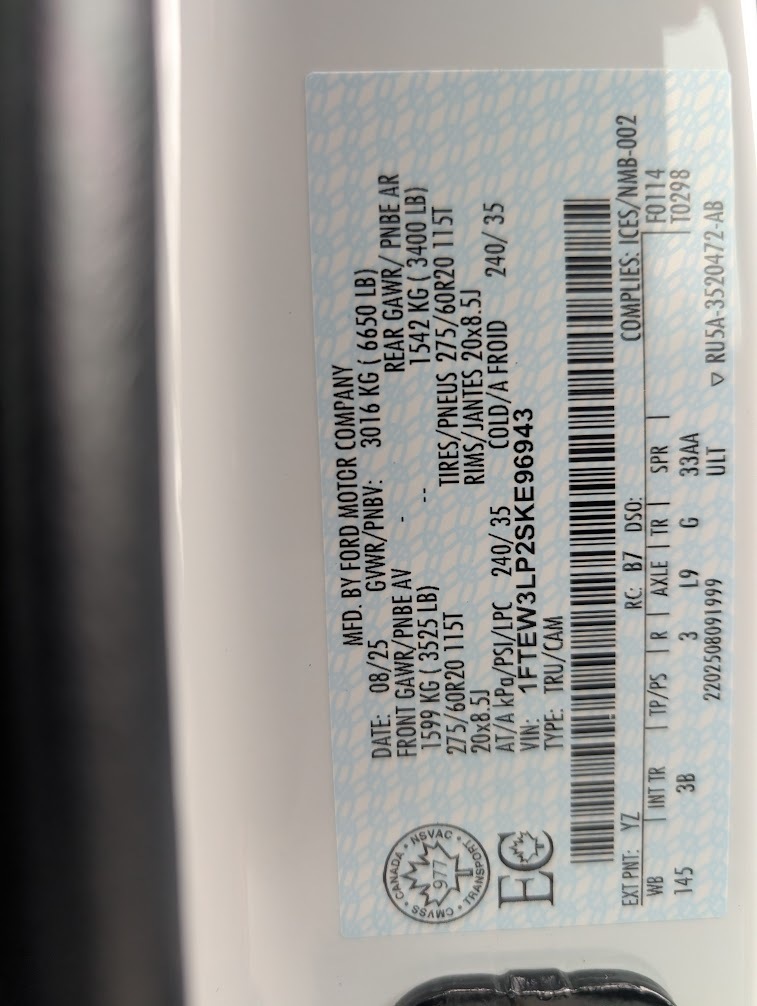 MFD. BY FORD MOTOR COMPANY
DATE: 08/25 GVWR/PNBV: 3016 KG ( 6650 LB)
FRONT GAWR/PNBE AV REAR GAWR/ PNBE AR
1599 KG ( 3525 LB) - 1542 KG ( 3400 LB)
275/60R20 115T -- TIRES/PNEUS 275/60R20 115T
20x8.5J RIMS/JANTES 20x8.5J
AT/A kPa/PSI/LPC 240/ 35 COLD/A FROID 240/ 35
VIN: 1FTEW3LP2SKE96943
TYPE: TRU/CAM
CANADA • NSVAC • TRANSPORT • CMVSS •
977
EC
EXT PNT: YZ RC: B7 DSO: COMPLIES: ICES/NMB-002
WB | INT TR | TP/PS | R | AXLE | TR | SPR | F0114
145 3B 3 L9 G 33AA T0298
2202508091999 ULT ▽ RU5A-3520472-AB